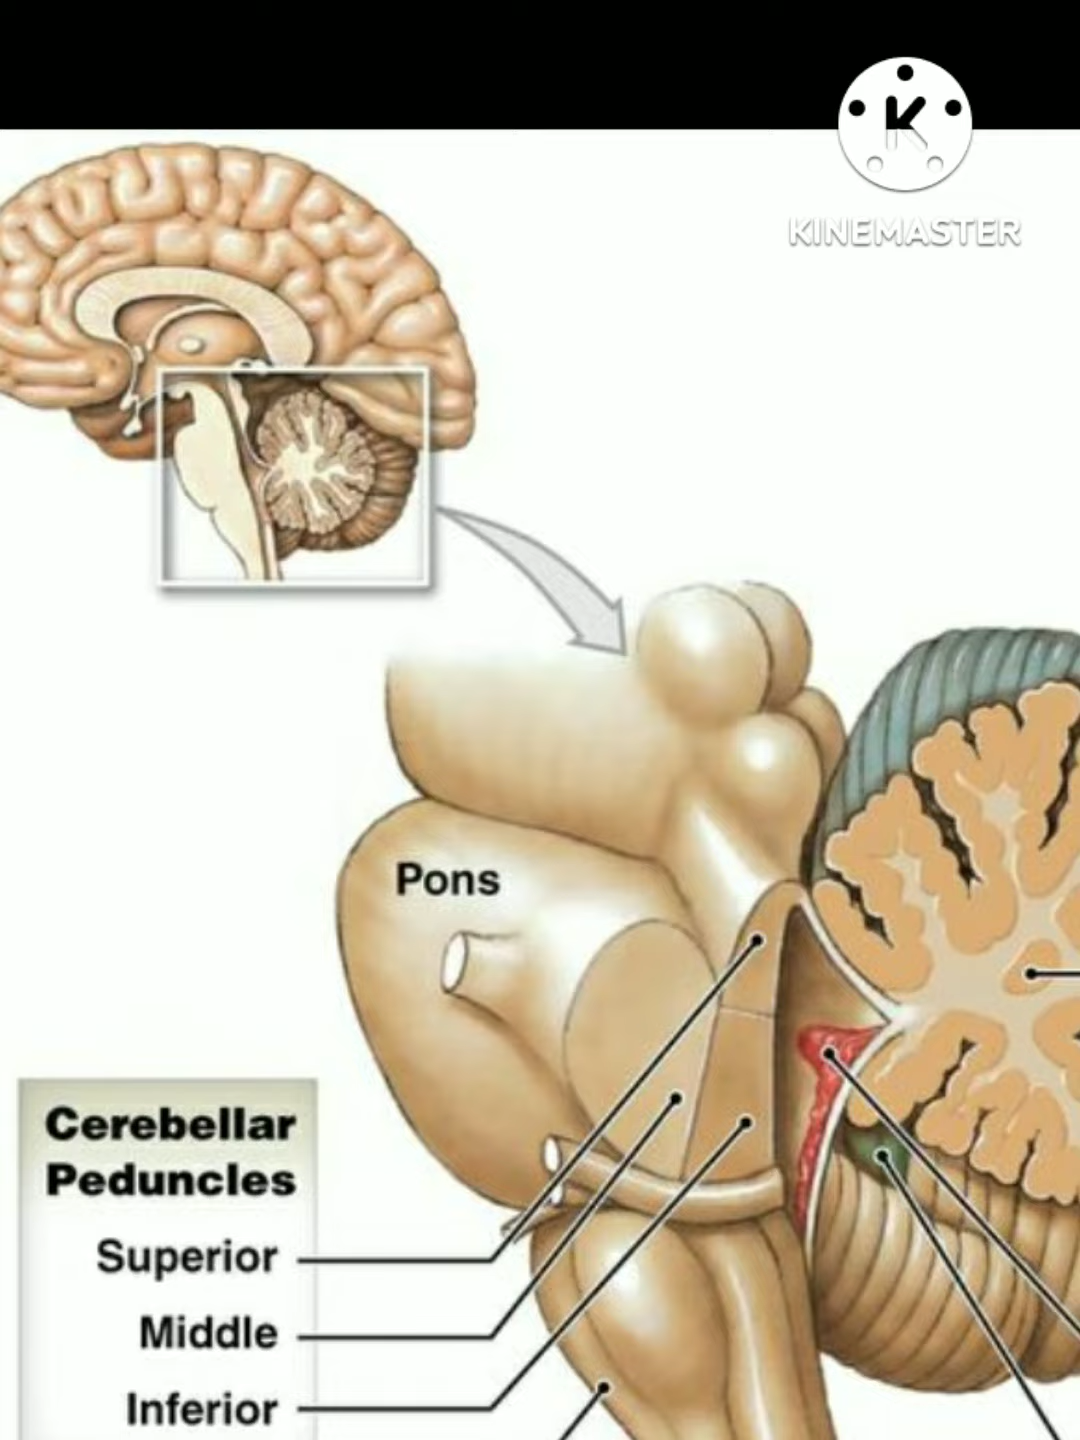 K
KINEMASTER
Pons
Cerebellar
Peduncles
Superior
Middle
Inferior